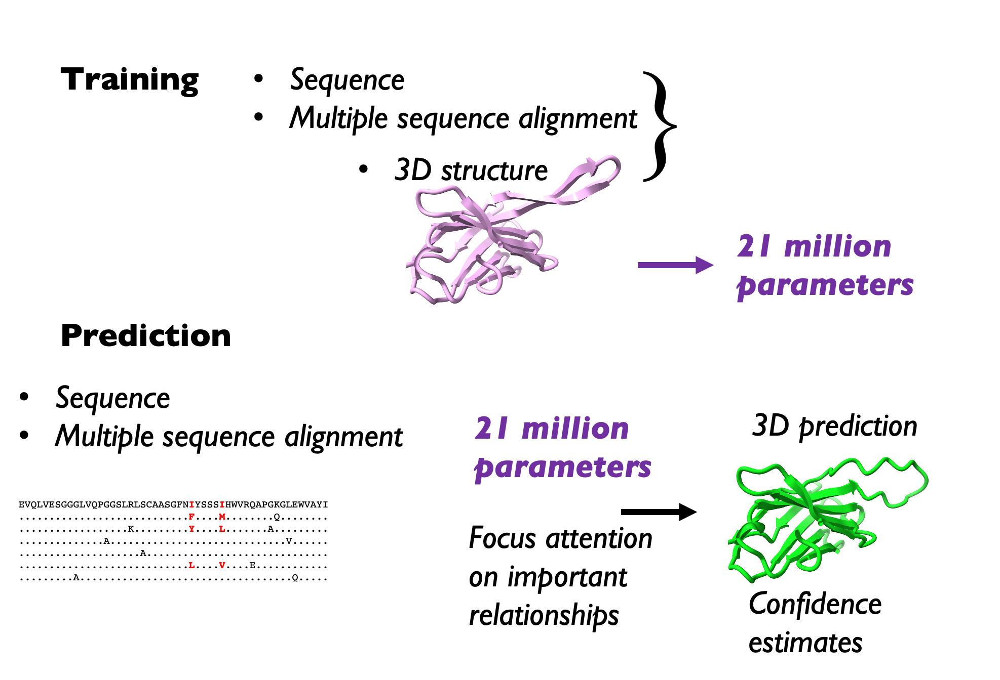 Training
• Sequence
• Multiple sequence alignment
• 3D structure
21 million
parameters
Prediction
• Sequence
• Multiple sequence alignment
EVQLVESGGGLVQPGGSLRLSCAASGFNIYSSSIHWVRQAPGKGLEWVAYI
............................F....M........Q........
..................K.........Y....L.......A.........
..............A.............................V......
....................A..............................
............................L....V....E............
.........A...................................Q.....
21 million
parameters
Focus attention
on important
relationships
3D prediction
Confidence
estimates